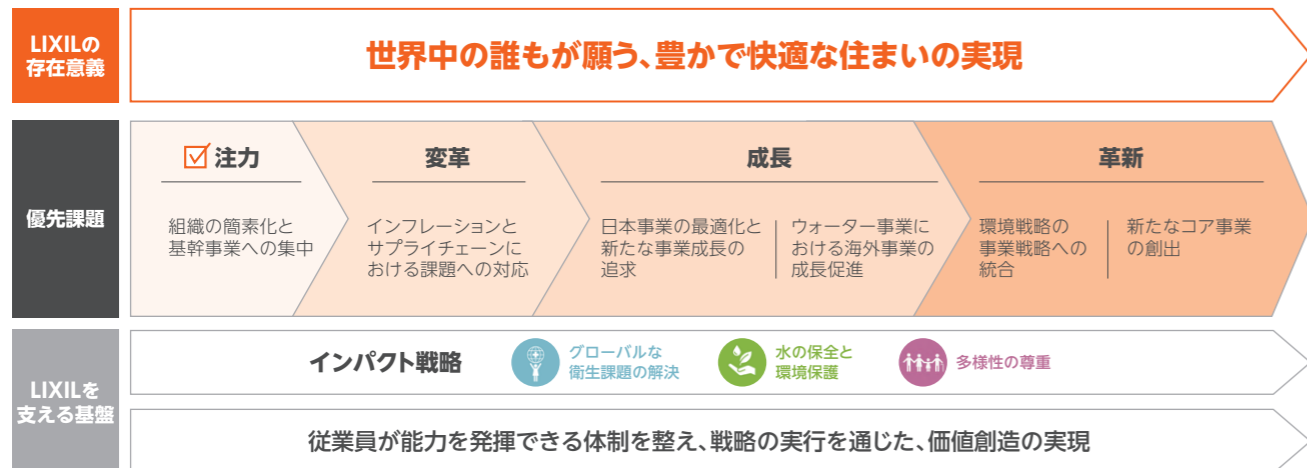 LIXILの
存在意義
世界中の誰もが願う、豊かで快適な住まいの実現
優先課題
注力
組織の簡素化と
基幹事業への集中
変革
インフレーションと
サプライチェーンに
おける課題への対応
成長
日本事業の最適化と
新たな事業成長の
追求
ウォーター事業に
おける海外事業の
成長促進
革新
環境戦略の
事業戦略への
統合
新たなコア事業
の創出
LIXILを
支える基盤
インパクト戦略
グローバルな
衛生課題の解決
水の保全と
環境保護
多様性の尊重
従業員が能力を発揮できる体制を整え、戦略の実行を通じた、価値創造の実現